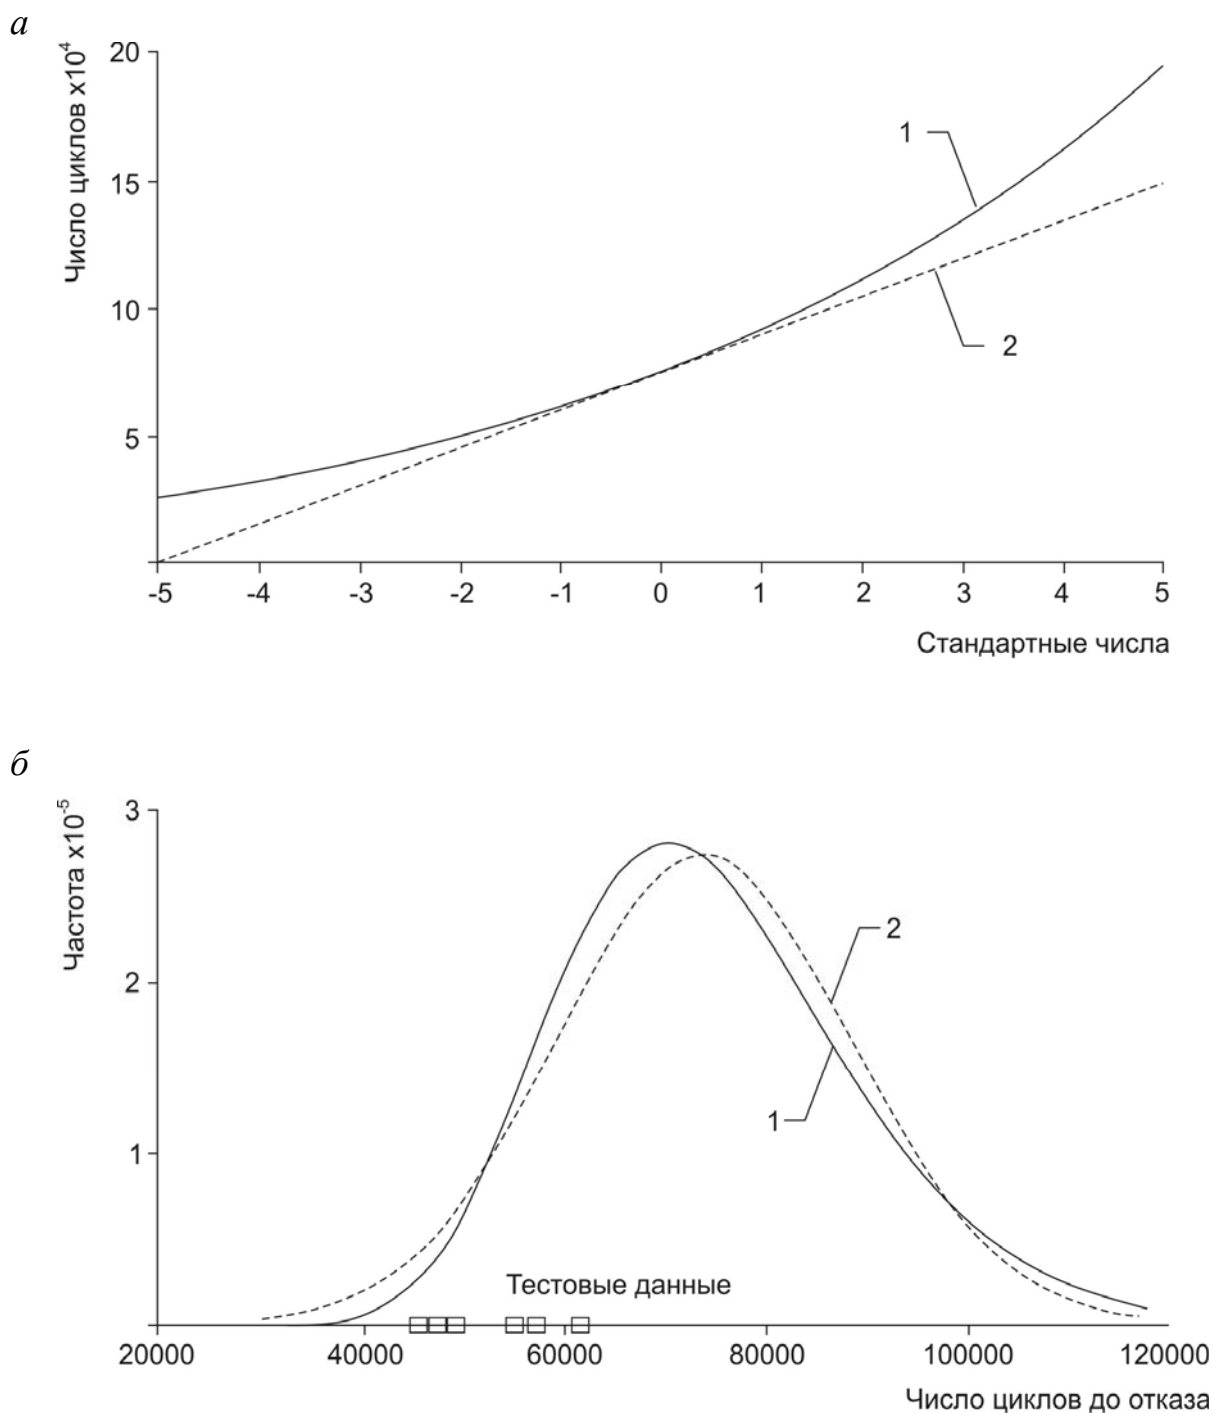 а
Число циклов x10⁴
20
15
10
5
1
2
-5 -4 -3 -2 -1 0 1 2 3 4 5
Стандартные числа
б
Частота x10⁻⁵
3
2
1
2
1
Тестовые данные
20000 40000 60000 80000 100000 120000
Число циклов до отказа